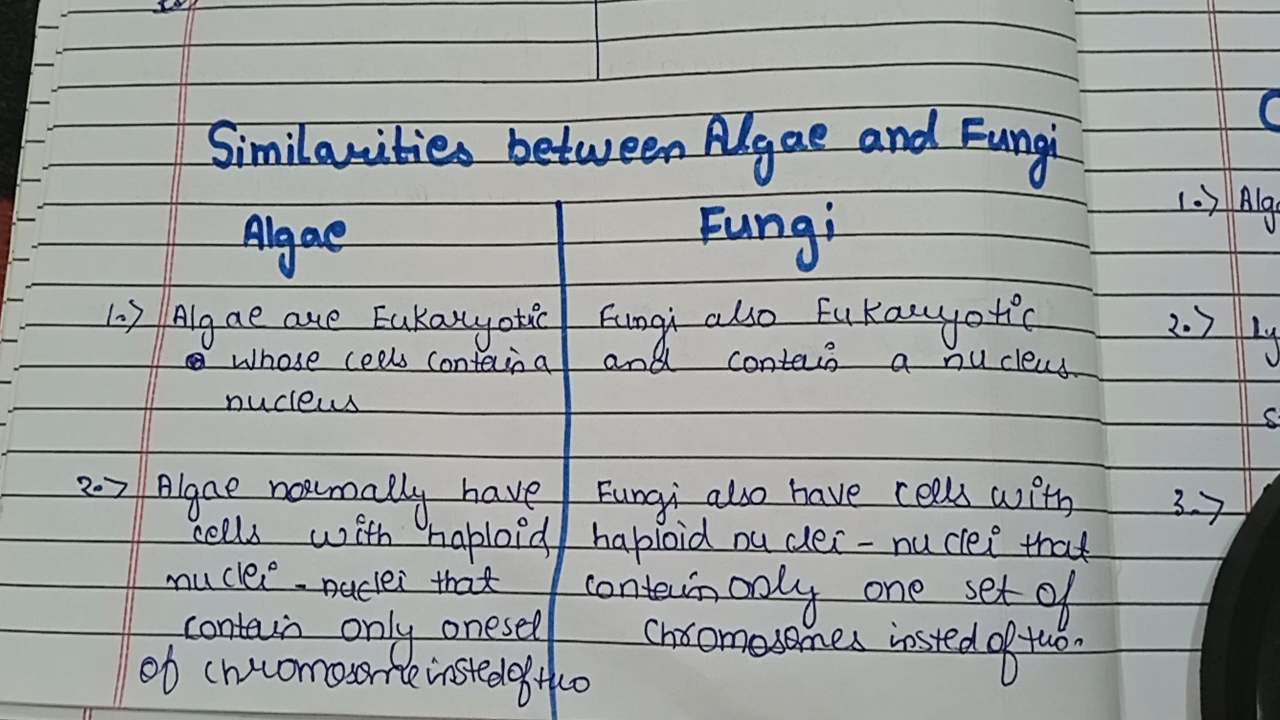 Similarities between Algae and Fungi
Algae
1.> Algae are Eukaryotic
whose cells contain a
nucleus
2.> Algae normally have
cells with haploid
nuclei - nuclei that
contain only one set
of chromosome insted of two
Fungi
Fungi also Eukaryotic
and contain a nucleus.
Fungi also have cells with
haploid nuclei - nuclei that
contain only one set of
Chromosomes insted of two.
1.>
2.>
3.>